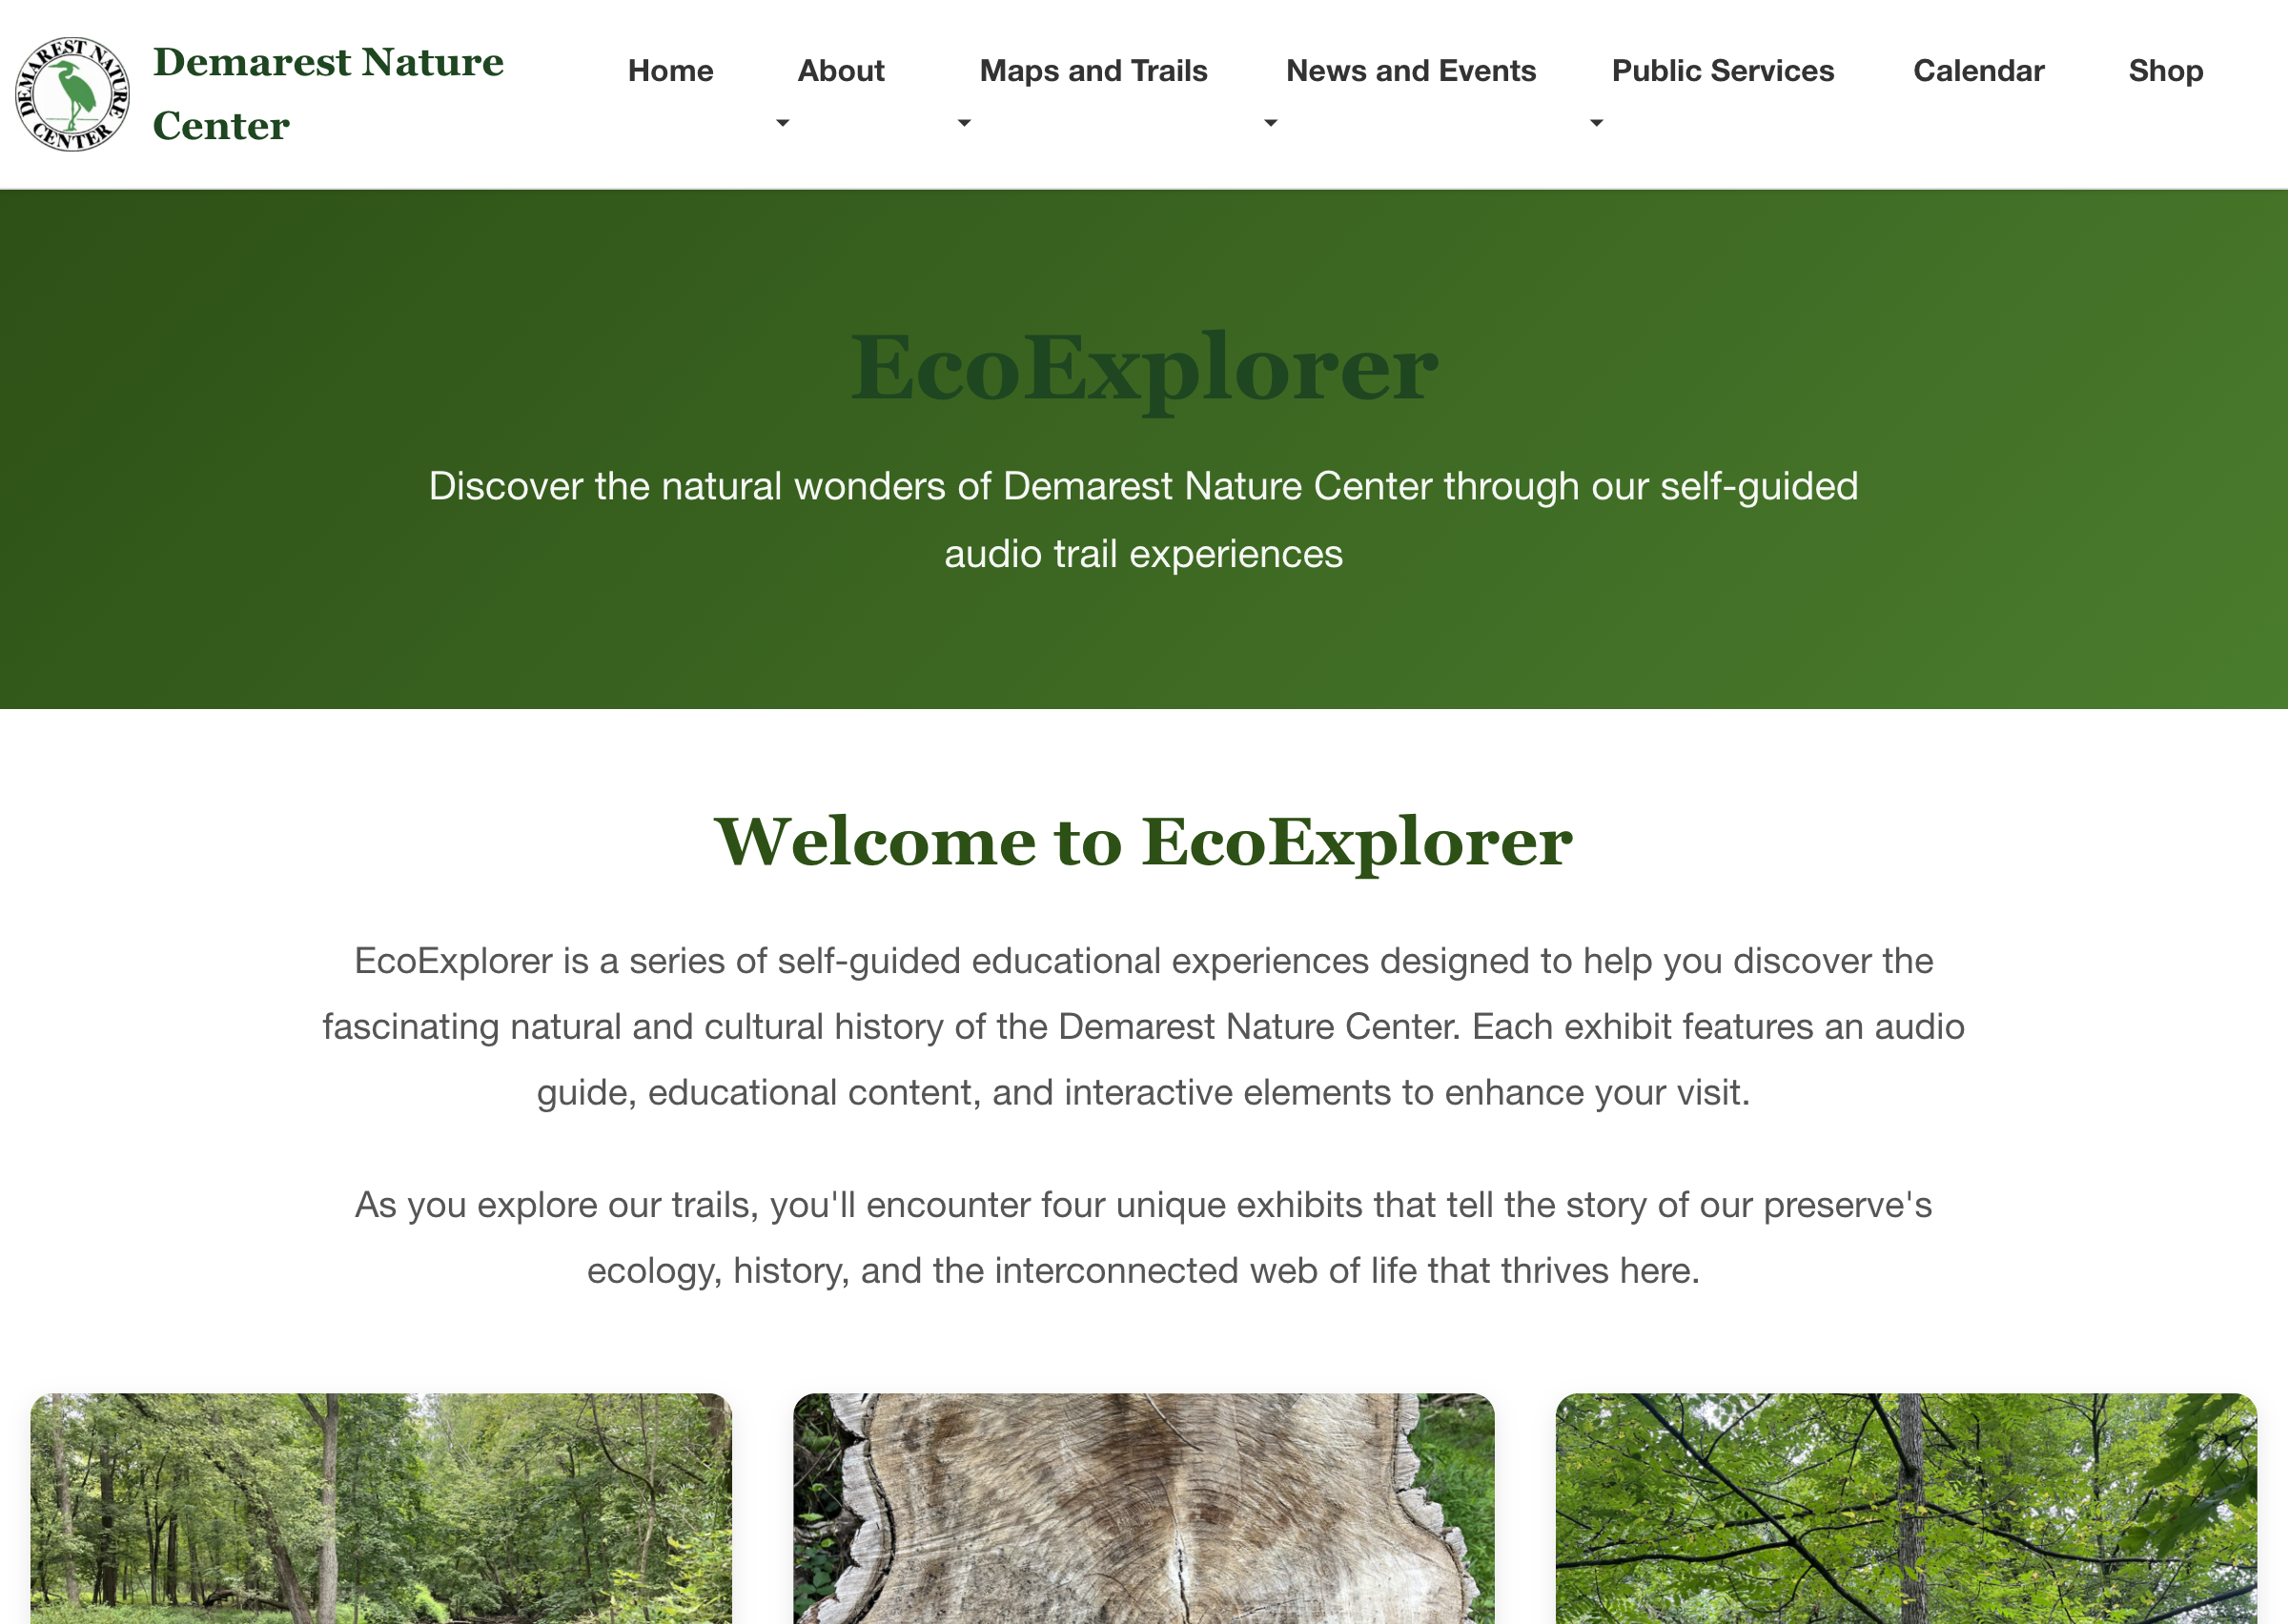 DEMAREST NATURE CENTER
Demarest Nature
Center
Home
About
Maps and Trails
News and Events
Public Services
Calendar
Shop
EcoExplorer
Discover the natural wonders of Demarest Nature Center through our self-guided
audio trail experiences
Welcome to EcoExplorer
EcoExplorer is a series of self-guided educational experiences designed to help you discover the
fascinating natural and cultural history of the Demarest Nature Center. Each exhibit features an audio
guide, educational content, and interactive elements to enhance your visit.
As you explore our trails, you'll encounter four unique exhibits that tell the story of our preserve's
ecology, history, and the interconnected web of life that thrives here.